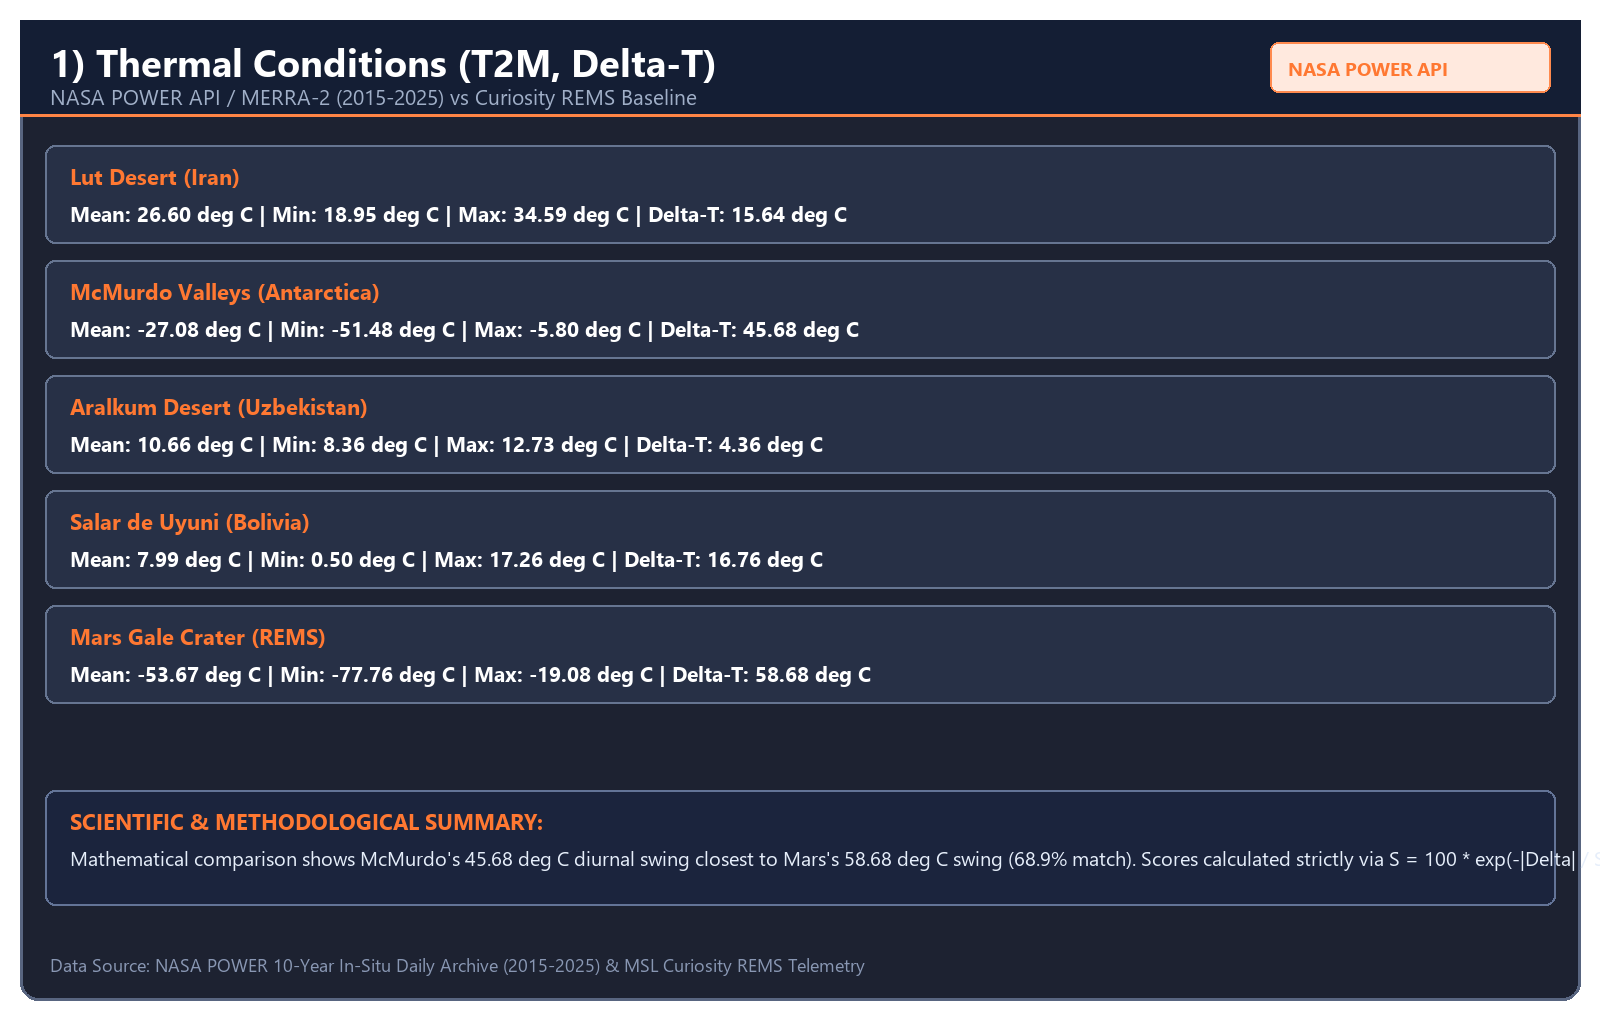 1) Thermal Conditions (T2M, Delta-T)
NASA POWER API / MERRA-2 (2015-2025) vs Curiosity REMS Baseline
NASA POWER API
Lut Desert (Iran)
Mean: 26.60 deg C | Min: 18.95 deg C | Max: 34.59 deg C | Delta-T: 15.64 deg C
McMurdo Valleys (Antarctica)
Mean: -27.08 deg C | Min: -51.48 deg C | Max: -5.80 deg C | Delta-T: 45.68 deg C
Aralkum Desert (Uzbekistan)
Mean: 10.66 deg C | Min: 8.36 deg C | Max: 12.73 deg C | Delta-T: 4.36 deg C
Salar de Uyuni (Bolivia)
Mean: 7.99 deg C | Min: 0.50 deg C | Max: 17.26 deg C | Delta-T: 16.76 deg C
Mars Gale Crater (REMS)
Mean: -53.67 deg C | Min: -77.76 deg C | Max: -19.08 deg C | Delta-T: 58.68 deg C
SCIENTIFIC & METHODOLOGICAL SUMMARY:
Mathematical comparison shows McMurdo's 45.68 deg C diurnal swing closest to Mars's 58.68 deg C swing (68.9% match). Scores calculated strictly via S = 100 * exp(-|Delta| /
Data Source: NASA POWER 10-Year In-Situ Daily Archive (2015-2025) & MSL Curiosity REMS Telemetry